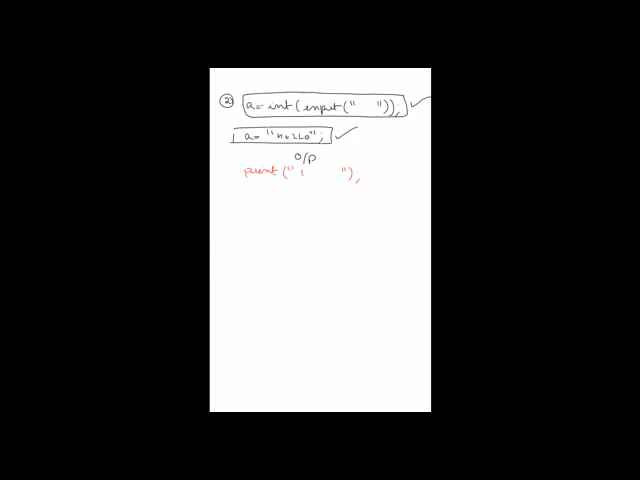 ② a = int(input("    "));
a = "HELLO";
O/P
print("       ");